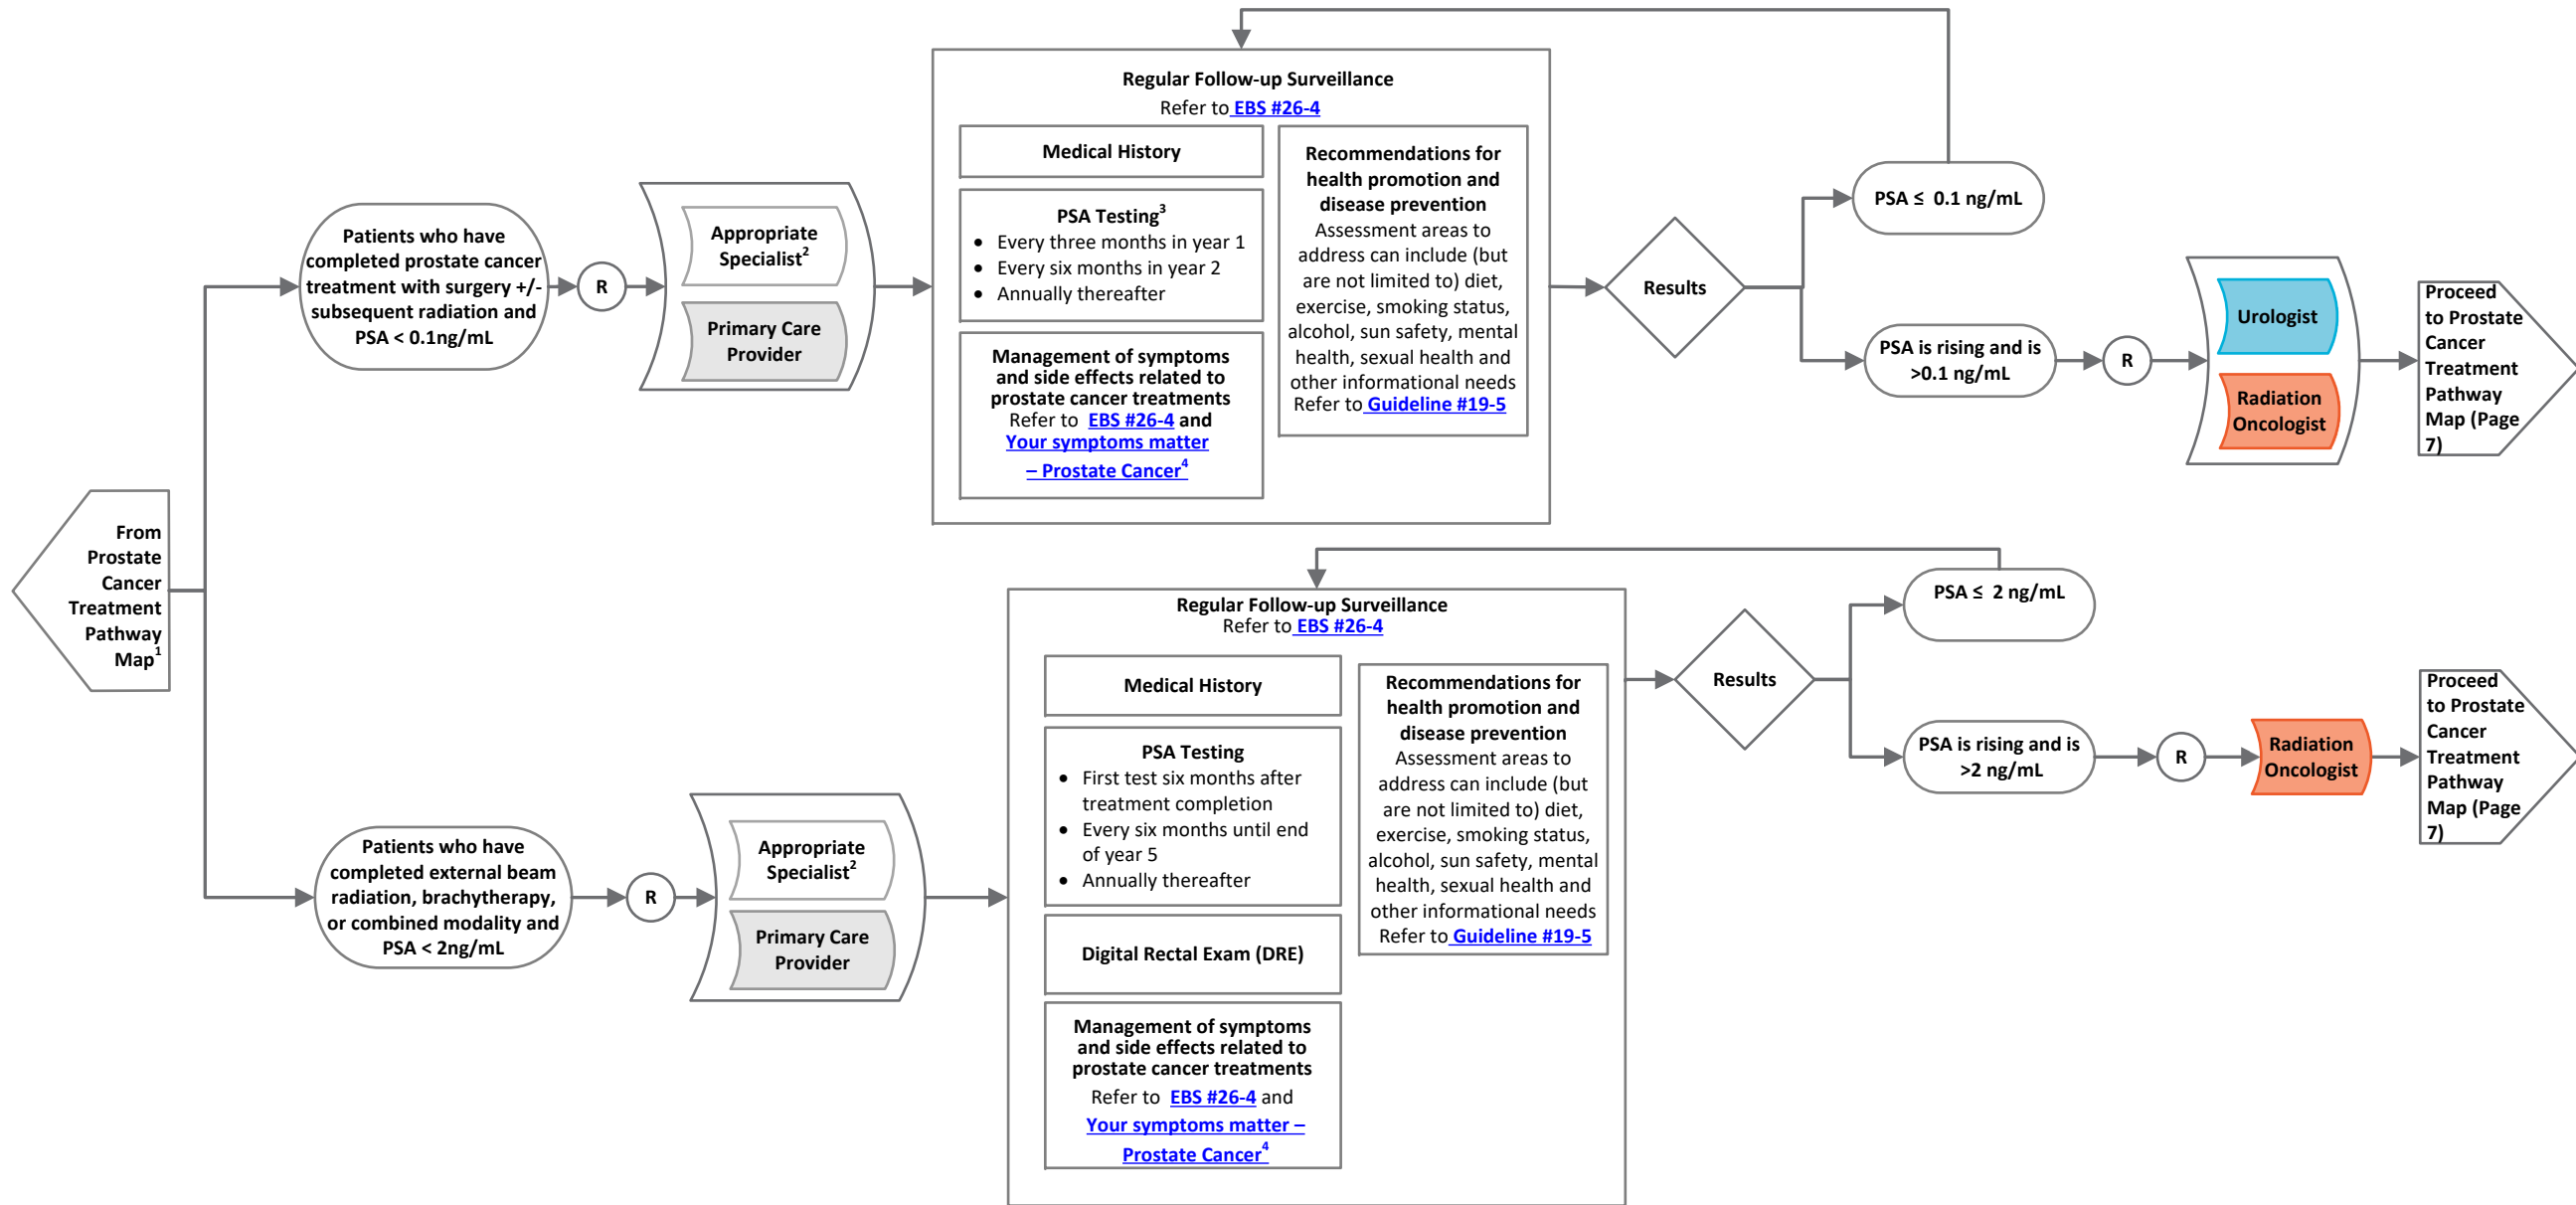 From
Prostate
Cancer
Treatment
Pathway
Map1
Patients who have
completed prostate cancer
treatment with surgery +/-
subsequent radiation and
PSA < 0.1ng/mL
R
Appropriate
Specialist2
Primary Care
Provider
Regular Follow-up Surveillance
Refer to EBS #26-4
Medical History
PSA Testing3
• Every three months in year 1
• Every six months in year 2
• Annually thereafter
Management of symptoms
and side effects related to
prostate cancer treatments
Refer to EBS #26-4 and
Your symptoms matter
– Prostate Cancer4
Recommendations for
health promotion and
disease prevention
Assessment areas to
address can include (but
are not limited to) diet,
exercise, smoking status,
alcohol, sun safety, mental
health, sexual health and
other informational needs
Refer to Guideline #19-5
Results
PSA ≤ 0.1 ng/mL
PSA is rising and is
>0.1 ng/mL
R
Urologist
Radiation
Oncologist
Proceed
to Prostate
Cancer
Treatment
Pathway
Map (Page
7)
Patients who have
completed external beam
radiation, brachytherapy,
or combined modality and
PSA < 2ng/mL
R
Appropriate
Specialist2
Primary Care
Provider
Regular Follow-up Surveillance
Refer to EBS #26-4
Medical History
PSA Testing
• First test six months after
treatment completion
• Every six months until end
of year 5
• Annually thereafter
Digital Rectal Exam (DRE)
Management of symptoms
and side effects related to
prostate cancer treatments
Refer to EBS #26-4 and
Your symptoms matter –
Prostate Cancer4
Recommendations for
health promotion and
disease prevention
Assessment areas to
address can include (but
are not limited to) diet,
exercise, smoking status,
alcohol, sun safety, mental
health, sexual health and
other informational needs
Refer to Guideline #19-5
Results
PSA ≤ 2 ng/mL
PSA is rising and is
>2 ng/mL
R
Radiation
Oncologist
Proceed
to Prostate
Cancer
Treatment
Pathway
Map (Page
7)